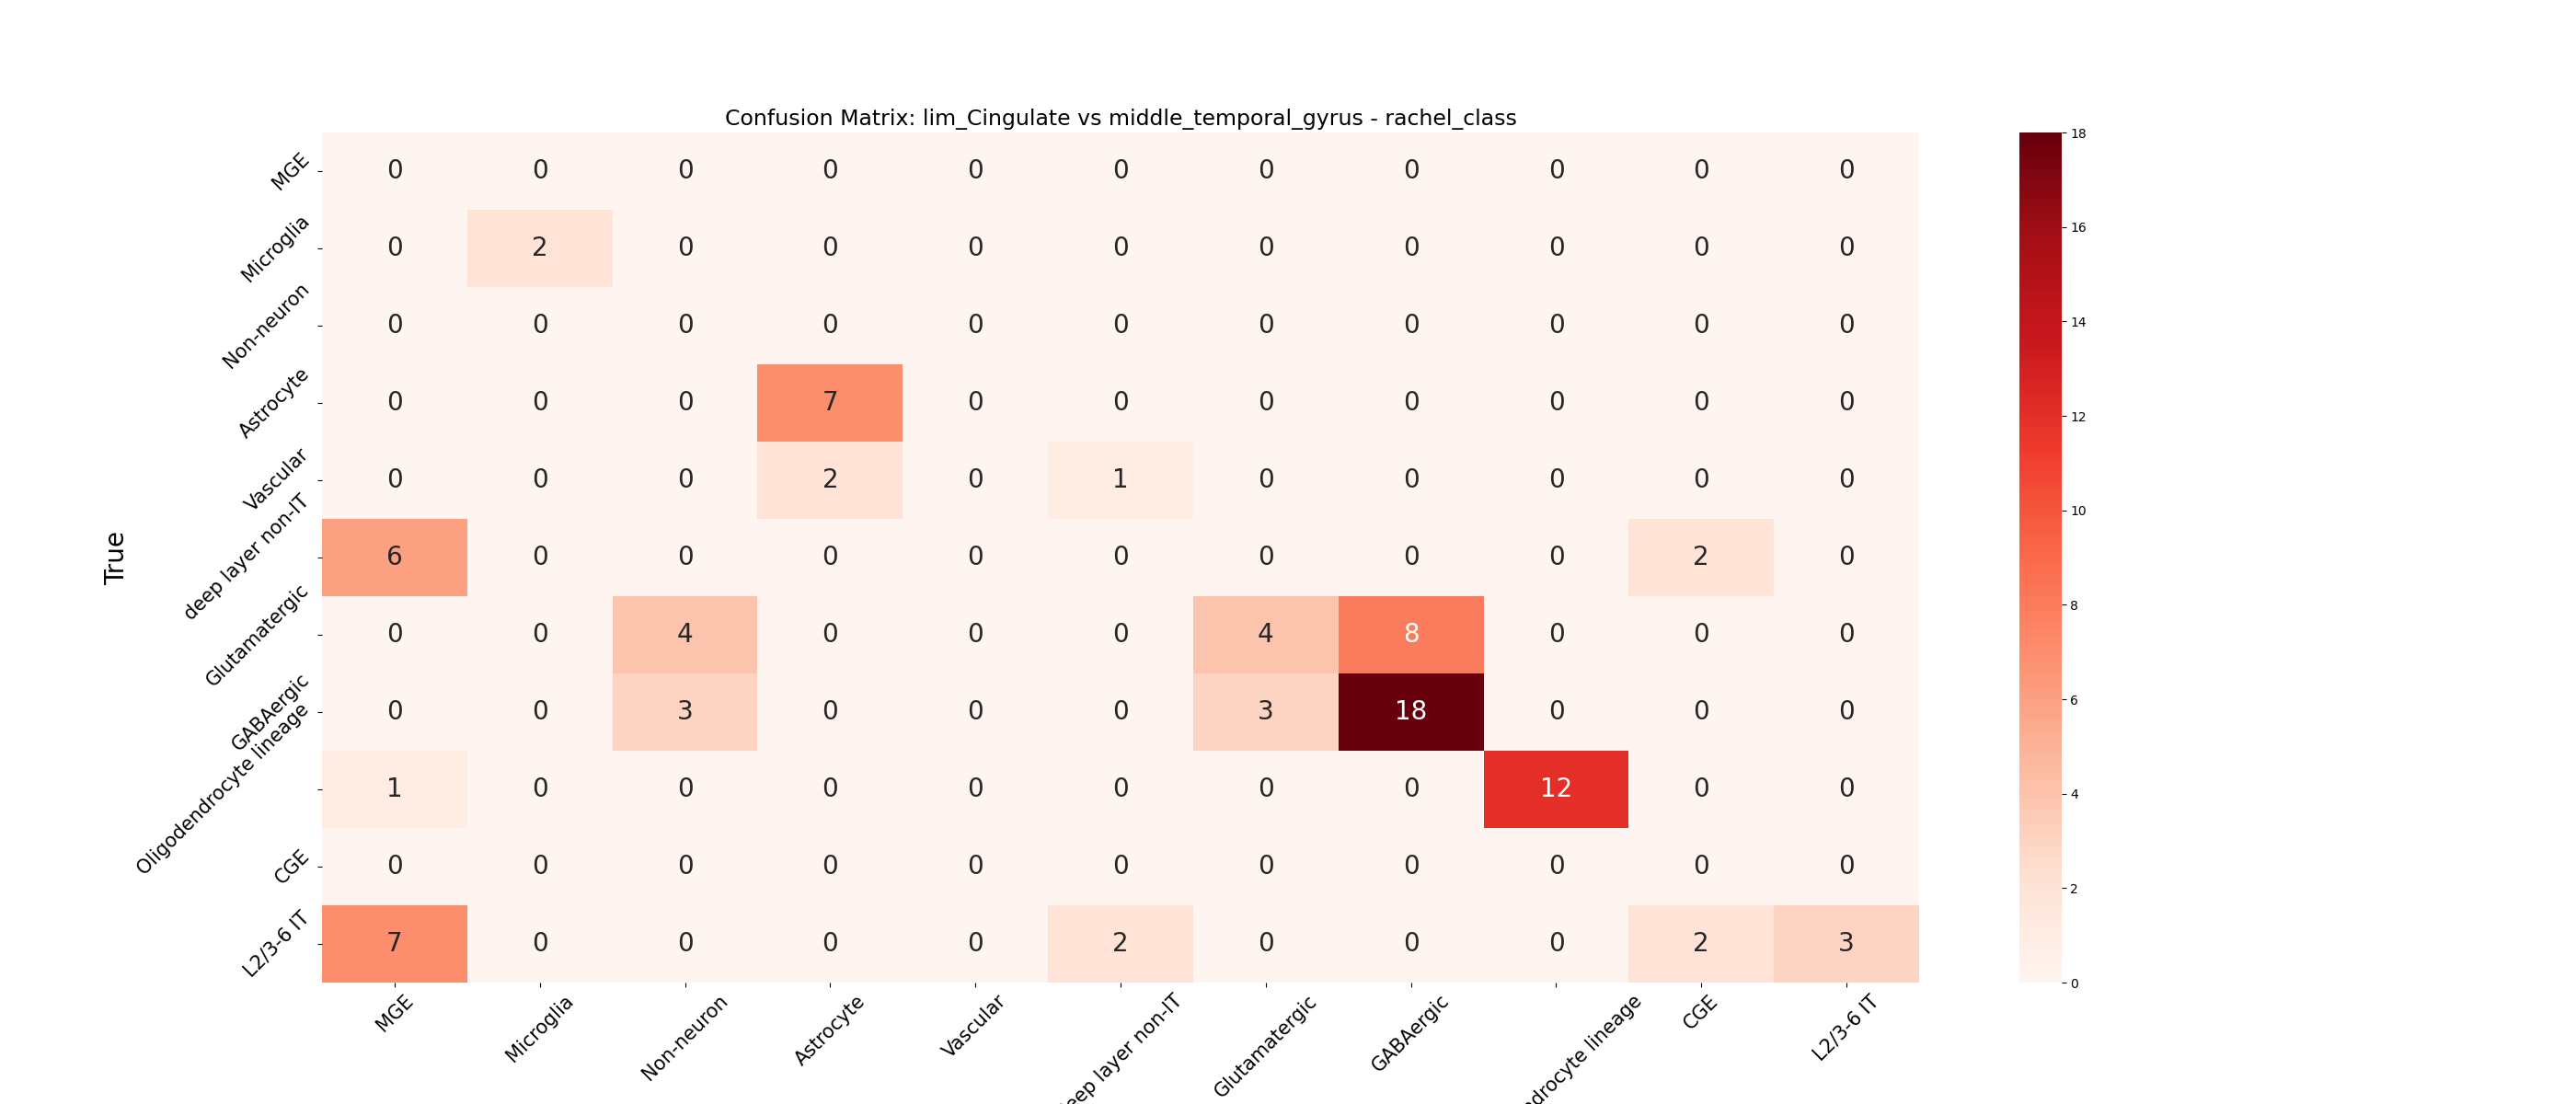 Confusion Matrix: lim_Cingulate vs middle_temporal_gyrus - rachel_class
True
MGE 0 0 0 0 0 0 0 0 0 0 0
Microglia 0 2 0 0 0 0 0 0 0 0 0
Non-neuron 0 0 0 0 0 0 0 0 0 0 0
Astrocyte 0 0 0 7 0 0 0 0 0 0 0
Vascular 0 0 0 2 0 1 0 0 0 0 0
deep layer non-IT 6 0 0 0 0 0 0 0 0 2 0
Glutamatergic 0 0 4 0 0 0 4 8 0 0 0
GABAergic 0 0 3 0 0 0 3 18 0 0 0
Oligodendrocyte lineage 1 0 0 0 0 0 0 0 12 0 0
CGE 0 0 0 0 0 0 0 0 0 0 0
L2/3-6 IT 7 0 0 0 0 2 0 0 0 2 3
MGE
Microglia
Non-neuron
Astrocyte
Vascular
eep layer non-IT
Glutamatergic
GABAergic
ndrocyte lineage
CGE
L2/3-6 IT
18
16
14
12
10
8
6
4
2
0